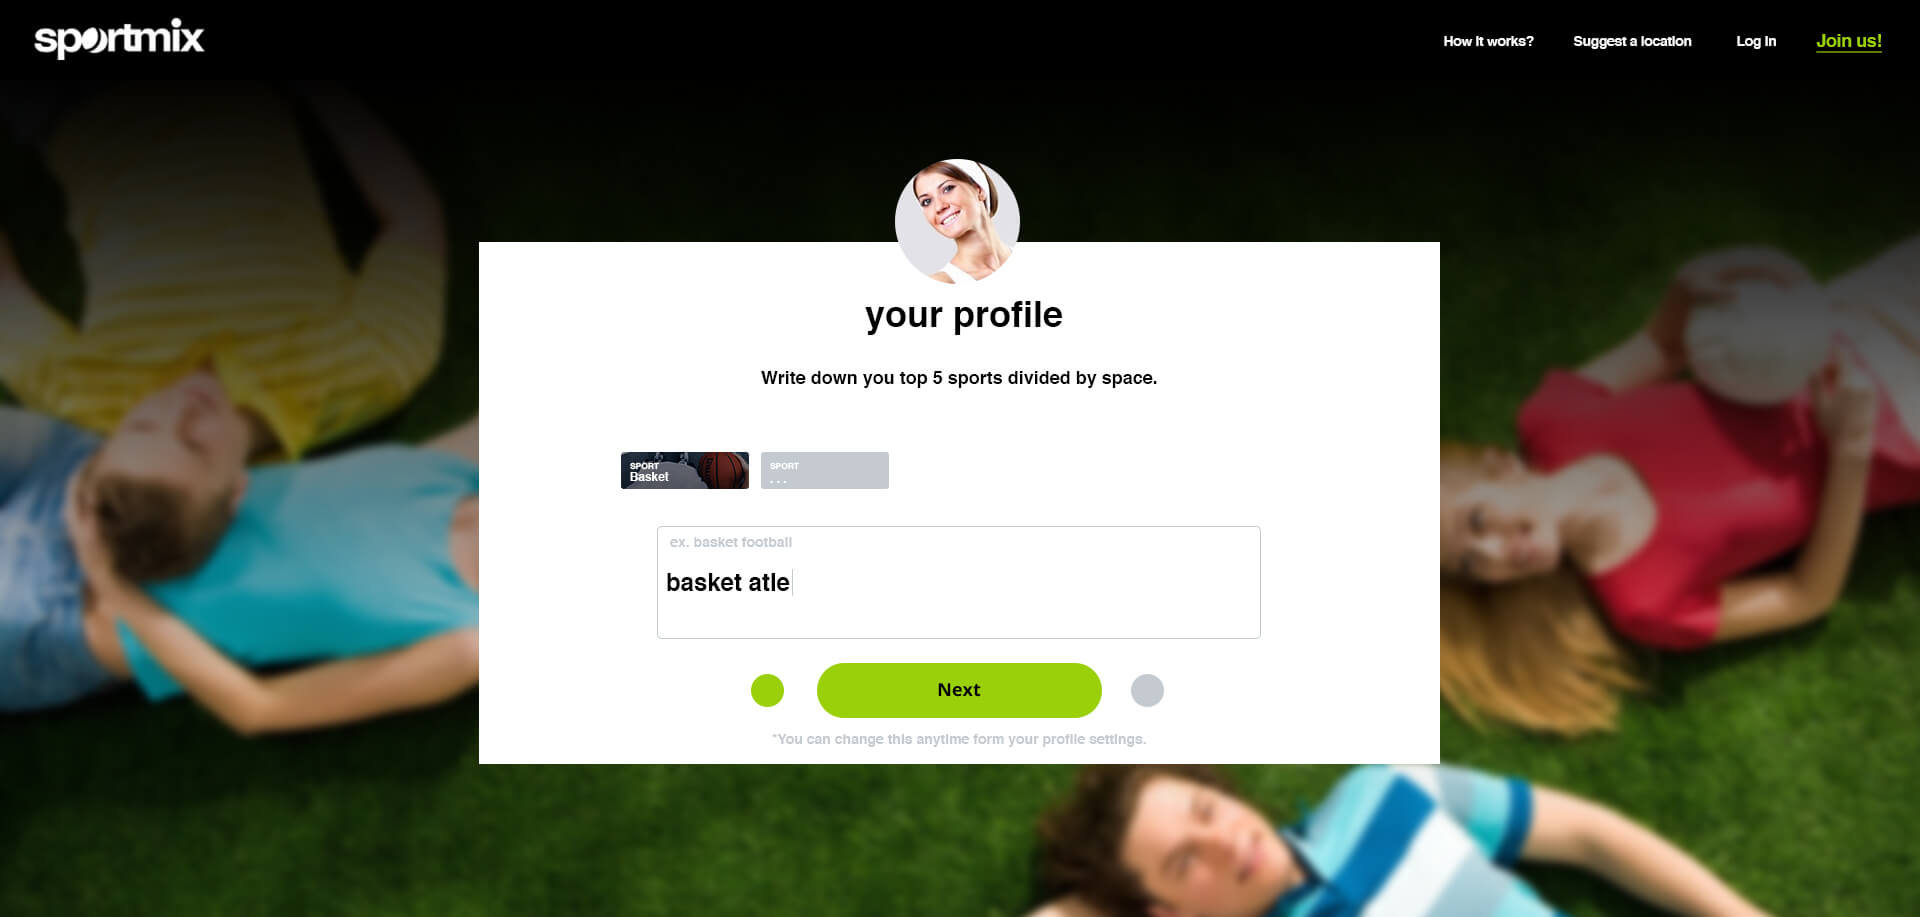 sportmix
How it works?
Suggest a location
Log in
Join us!
your profile
Write down you top 5 sports divided by space.
SPORT
Basket
SPORT
...
ex. basket football
basket atle
Next
*You can change this anytime form your profile settings.